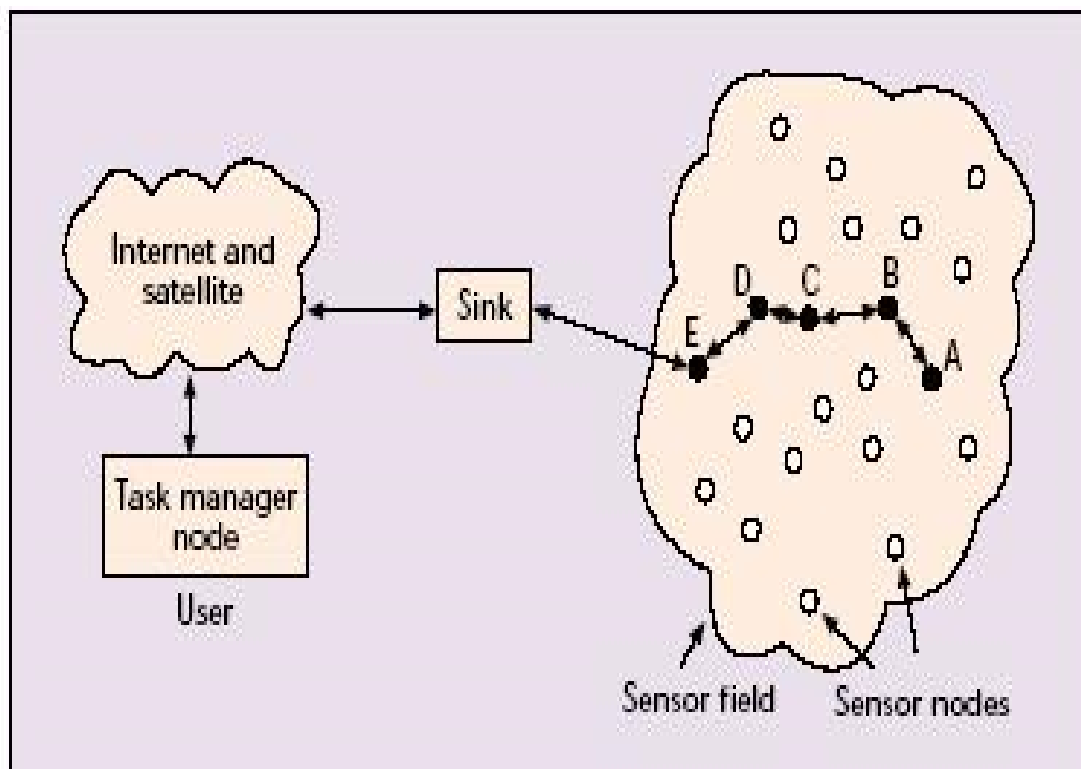 Internet and
satellite
Sink
Task manager
node
User
D
C
B
E
A
Sensor field
Sensor nodes